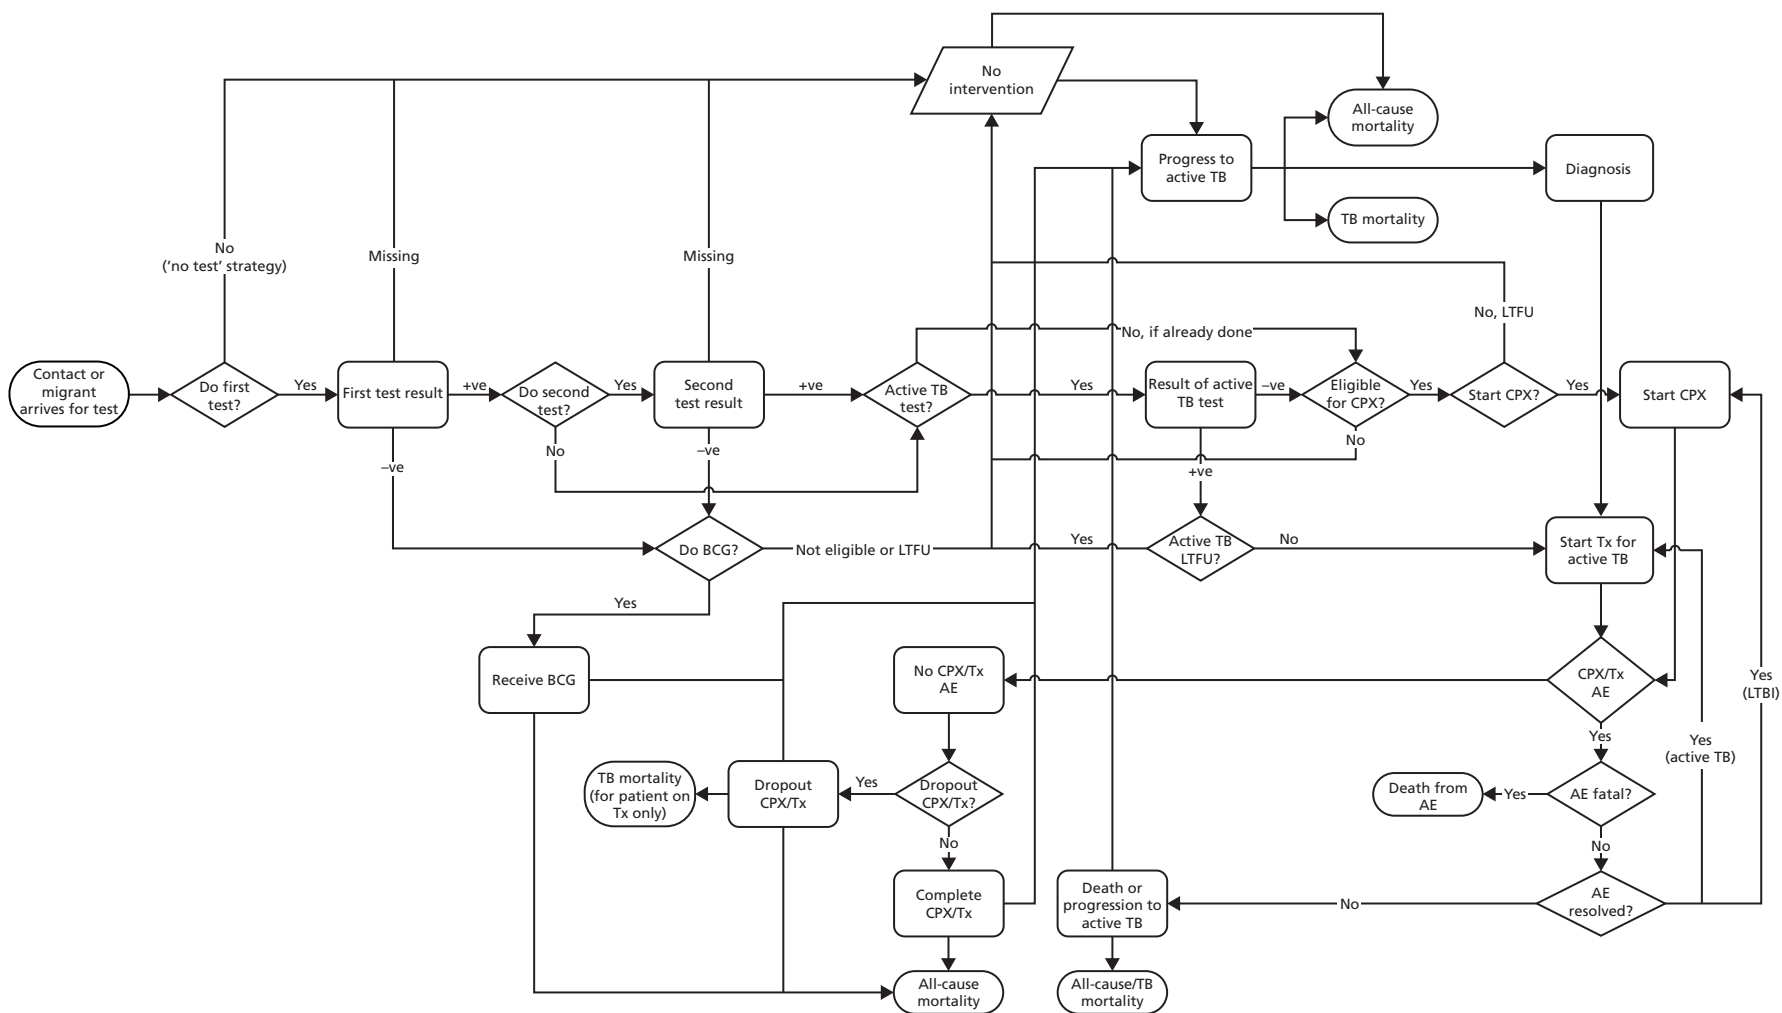 No
intervention
All-cause
mortality
Progress to
active TB
Diagnosis
TB mortality
No
('no test' strategy)
Missing
Missing
No, LTFU
No, if already done
Contact or
migrant
arrives for test
Do first
test?
Yes
First test result
+ve
Do second
test?
Yes
Second
test result
+ve
Active TB
test?
Yes
Result of active
TB test
–ve
Eligible
for CPX?
Yes
Start CPX?
Yes
Start CPX
–ve
No
–ve
No
+ve
Do BCG?
Not eligible or LTFU
Yes
Active TB
LTFU?
No
Start Tx for
active TB
Yes
Receive BCG
No CPX/Tx
AE
CPX/Tx
AE
Yes
(LTBI)
Yes
Yes
(active TB)
TB mortality
(for patient on
Tx only)
Dropout
CPX/Tx
Yes
Dropout
CPX/Tx?
Death from
AE
Yes
AE fatal?
No
No
Complete
CPX/Tx
Death or
progression to
active TB
No
AE
resolved?
All-cause
mortality
All-cause/TB
mortality